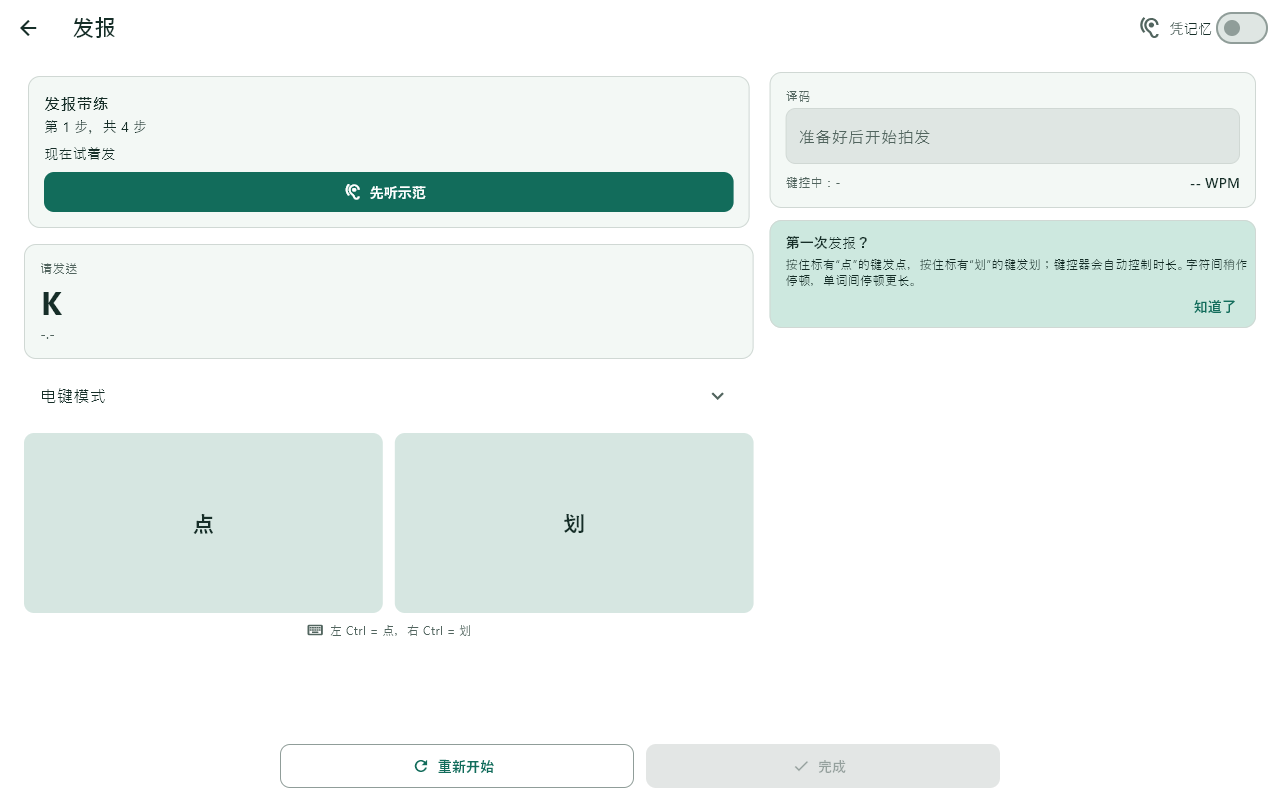 发报
凭记忆
发报带练
第 1 步，共 4 步
现在试着发
先听示范
请发送
K
-.-
电键模式
点
划
左 Ctrl = 点，右 Ctrl = 划
译码
准备好后开始拍发
键控中：-
-- WPM
第一次发报？
按住标有“点”的键发点，按住标有“划”的键发划；键控器会自动控制时长。字符间稍作
停顿，单词间停顿更长。
知道了
重新开始
完成